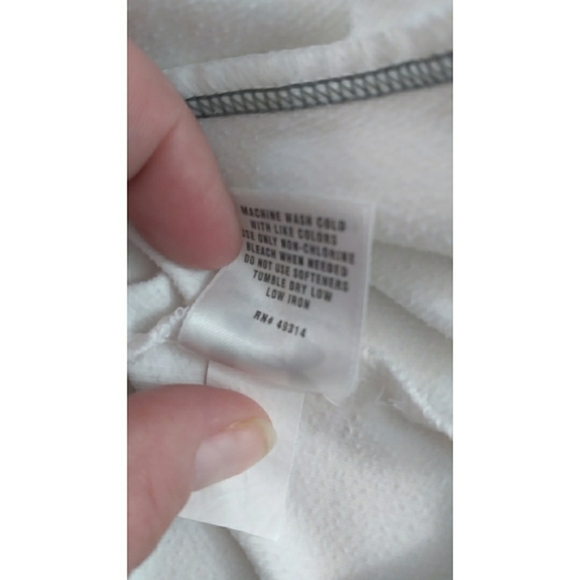 MACHINE WASH COLD
WITH LIKE COLORS
USE ONLY NON-CHLORINE
BLEACH WHEN NEEDED
DO NOT USE SOFTENERS
TUMBLE DRY LOW
LOW IRON
RN# 49314